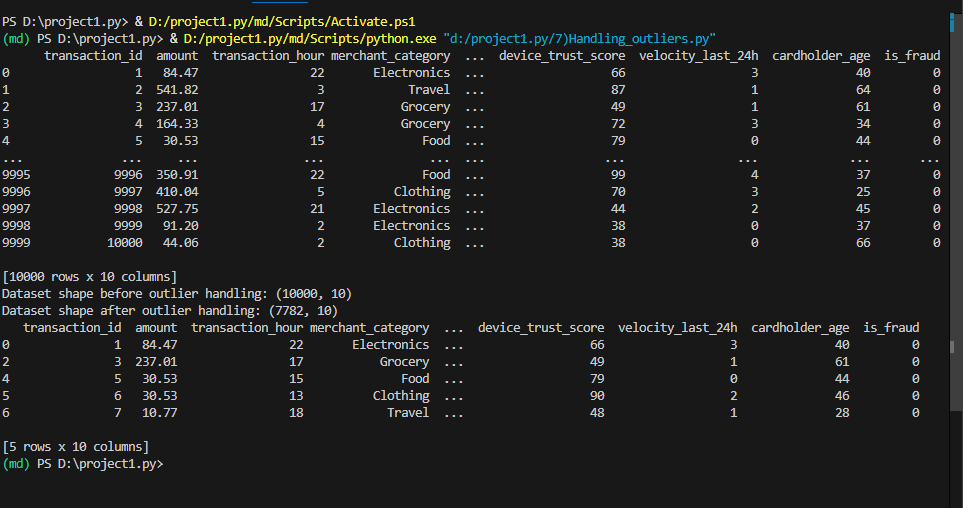 PS D:\project1.py> & D:/project1.py/md/Scripts/Activate.ps1
(md) PS D:\project1.py> & D:/project1.py/md/Scripts/python.exe "d:/project1.py/7)Handling_outliers.py"
      transaction_id  amount  transaction_hour merchant_category  ...  device_trust_score  velocity_last_24h  cardholder_age  is_fraud
0                  1   84.47                22       Electronics  ...                  66                  3              40         0
1                  2  541.82                 3            Travel  ...                  87                  1              64         0
2                  3  237.01                17           Grocery  ...                  49                  1              61         0
3                  4  164.33                 4           Grocery  ...                  72                  3              34         0
4                  5   30.53                15              Food  ...                  79                  0              44         0
...              ...     ...               ...               ...  ...                 ...                ...             ...       ...
9995            9996  350.91                22              Food  ...                  99                  4              37         0
9996            9997  410.04                 5          Clothing  ...                  70                  3              25         0
9997            9998  527.75                21       Electronics  ...                  44                  2              45         0
9998            9999   91.20                 2       Electronics  ...                  38                  0              37         0
9999           10000   44.06                 2          Clothing  ...                  38                  0              66         0
[10000 rows x 10 columns]
Dataset shape before outlier handling: (10000, 10)
Dataset shape after outlier handling: (7782, 10)
   transaction_id  amount  transaction_hour merchant_category  ...  device_trust_score  velocity_last_24h  cardholder_age  is_fraud
0               1   84.47                22       Electronics  ...                  66                  3              40         0
2               3  237.01                17           Grocery  ...                  49                  1              61         0
4               5   30.53                15              Food  ...                  79                  0              44         0
5               6   30.53                13          Clothing  ...                  90                  2              46         0
6               7   10.77                18            Travel  ...                  48                  1              28         0
[5 rows x 10 columns]
(md) PS D:\project1.py>